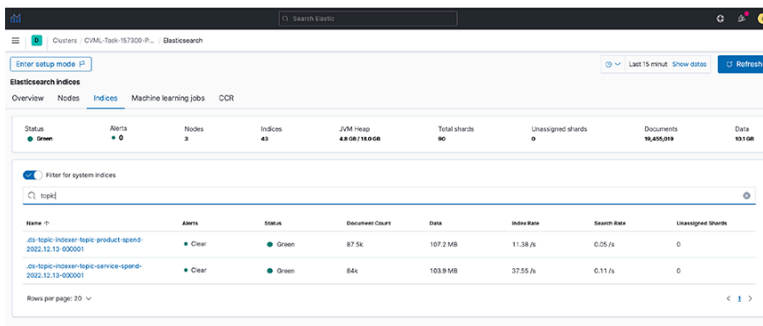 Search Elastic
D Clusters / CVML-Task-157300-P... / Elasticsearch
Enter setup mode Last 15 minut Show dates Refresh
Elasticsearch indices
Overview Nodes Indices Machine learning jobs CCR
Status Alerts Nodes Indices JVM Heap Total shards Unassigned shards Documents Data
Green 0 3 43 4.8 GB / 18.0 GB 90 0 19,455,019 10.1 GB
Filter for system indices
topic
Name Alerts Status Document Count Data Index Rate Search Rate Unassigned Shards
.ds-topic-indexer-topic-product-spend-
2022.12.13-000001 Clear Green 87.5k 107.2 MB 11.38 /s 0.05 /s 0
.ds-topic-indexer-topic-service-spend-
2022.12.13-000001 Clear Green 84k 103.9 MB 37.55 /s 0.11 /s 0
Rows per page: 20 < 1 >